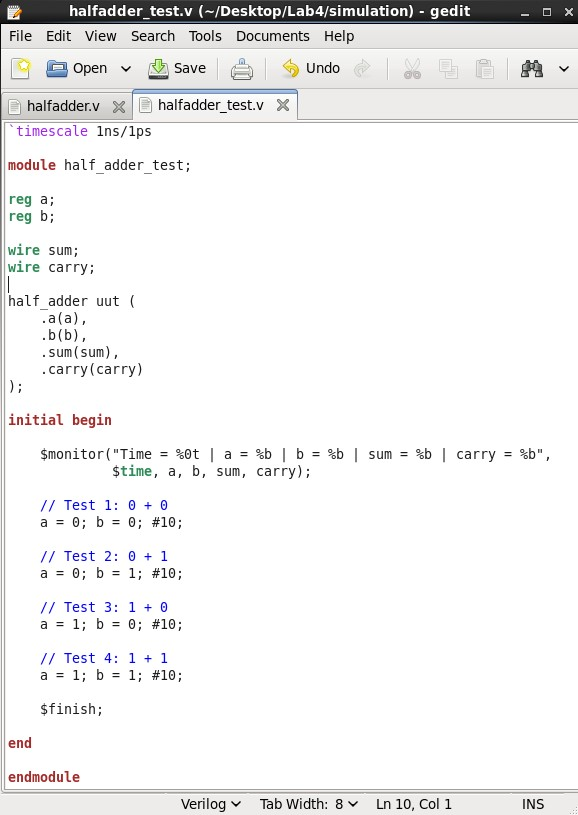 halfadder_test.v (~/Desktop/Lab4/simulation) - gedit
File Edit View Search Tools Documents Help
Open Save Undo
halfadder.v halfadder_test.v
`timescale 1ns/1ps
module half_adder_test;
reg a;
reg b;
wire sum;
wire carry;
half_adder uut (
    .a(a),
    .b(b),
    .sum(sum),
    .carry(carry)
);
initial begin
    $monitor("Time = %0t | a = %b | b = %b | sum = %b | carry = %b",
             $time, a, b, sum, carry);
    // Test 1: 0 + 0
    a = 0; b = 0; #10;
    // Test 2: 0 + 1
    a = 0; b = 1; #10;
    // Test 3: 1 + 0
    a = 1; b = 0; #10;
    // Test 4: 1 + 1
    a = 1; b = 1; #10;
    $finish;
end
endmodule
Verilog Tab Width: 8 Ln 10, Col 1 INS